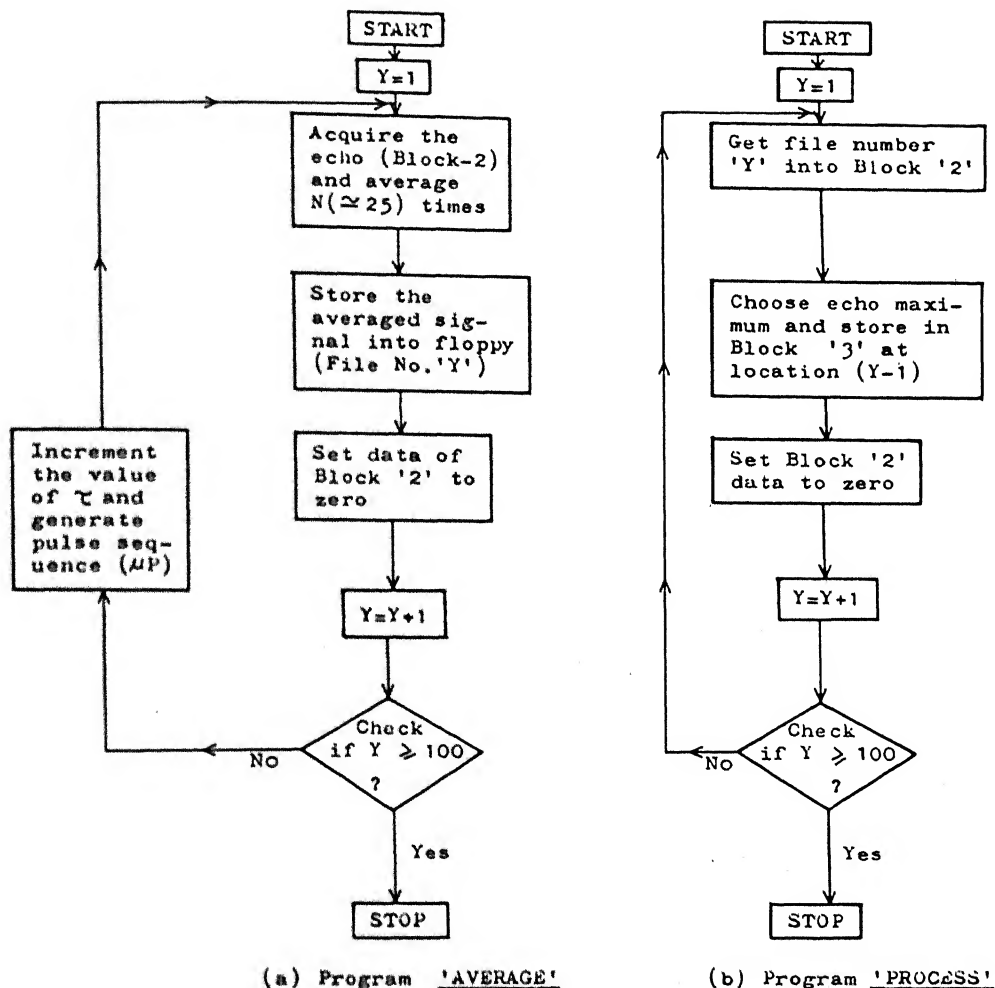 START
Y=1
Acquire the
echo (Block-2)
and average
N(≃25) times
Store the
averaged sig-
nal into floppy
(File No.'Y')
Set data of
Block '2' to
zero
Increment
the value
of τ and
generate
pulse seq-
uence (μP)
Y=Y+1
Check
if Y ⩾ 100
?
No
Yes
STOP
(a) Program 'AVERAGE'
START
Y=1
Get file number
'Y' into Block '2'
Choose echo maxi-
mum and store in
Block '3' at
location (Y-1)
Set Block '2'
data to zero
Y=Y+1
Check
if Y ⩾ 100
?
No
Yes
STOP
(b) Program 'PROCESS'